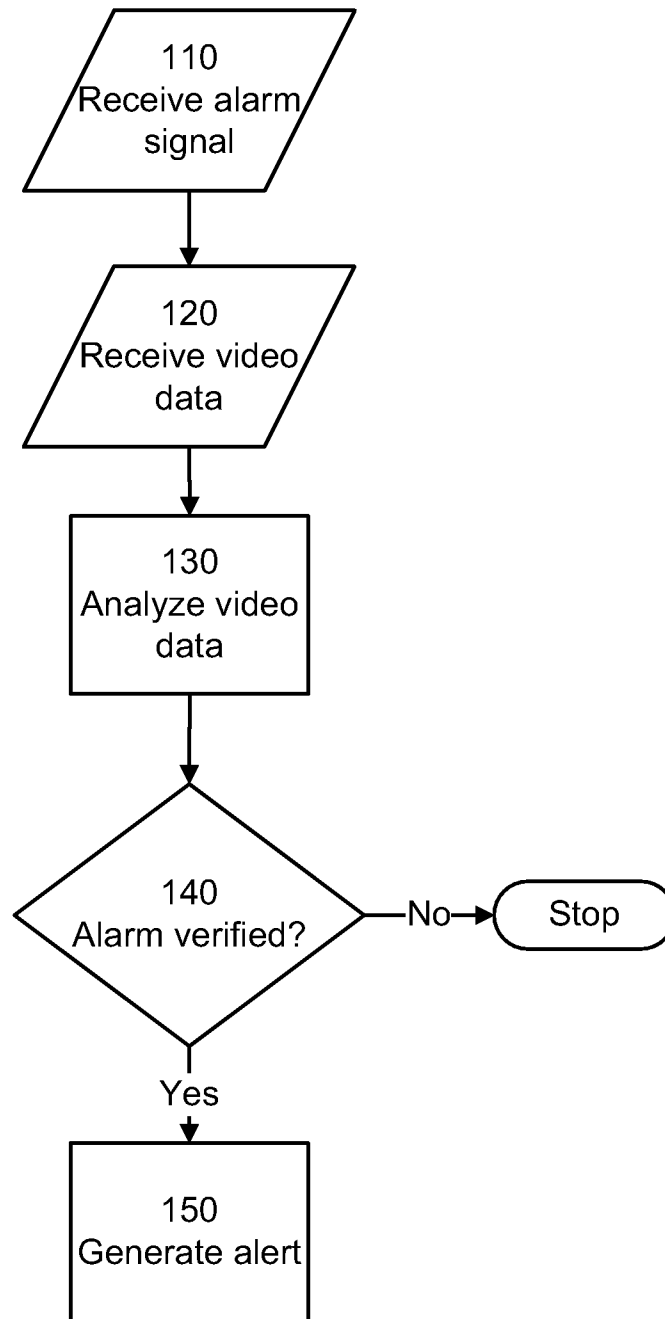 110
Receive alarm
signal
120
Receive video
data
130
Analyze video
data
140
Alarm verified?
No
Stop
Yes
150
Generate alert